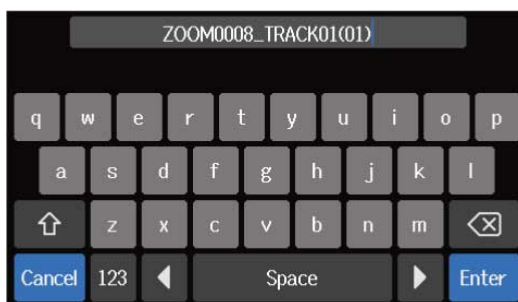 ZOOM0008_TRACK01(01)
q w e r t y u i o p
a s d f g h j k l
z x c v b n m
Cancel 123 Space Enter